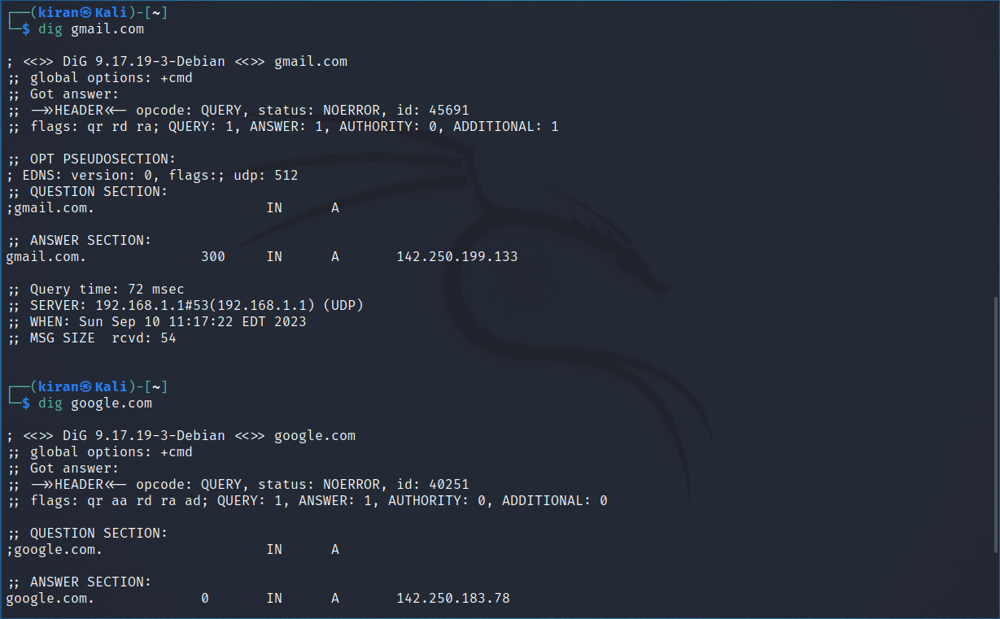 ┌──(kiran㉿Kali)-[~]
└─$ dig gmail.com

; <<>> DiG 9.17.19-3-Debian <<>> gmail.com
;; global options: +cmd
;; Got answer:
;; ->>HEADER<<- opcode: QUERY, status: NOERROR, id: 45691
;; flags: qr rd ra; QUERY: 1, ANSWER: 1, AUTHORITY: 0, ADDITIONAL: 1

;; OPT PSEUDOSECTION:
; EDNS: version: 0, flags:; udp: 512
;; QUESTION SECTION:
;gmail.com.                     IN      A

;; ANSWER SECTION:
gmail.com.              300     IN      A       142.250.199.133

;; Query time: 72 msec
;; SERVER: 192.168.1.1#53(192.168.1.1) (UDP)
;; WHEN: Sun Sep 10 11:17:22 EDT 2023
;; MSG SIZE  rcvd: 54


┌──(kiran㉿Kali)-[~]
└─$ dig google.com

; <<>> DiG 9.17.19-3-Debian <<>> google.com
;; global options: +cmd
;; Got answer:
;; ->>HEADER<<- opcode: QUERY, status: NOERROR, id: 40251
;; flags: qr aa rd ra ad; QUERY: 1, ANSWER: 1, AUTHORITY: 0, ADDITIONAL: 0

;; QUESTION SECTION:
;google.com.                    IN      A

;; ANSWER SECTION:
google.com.             0       IN      A       142.250.183.78